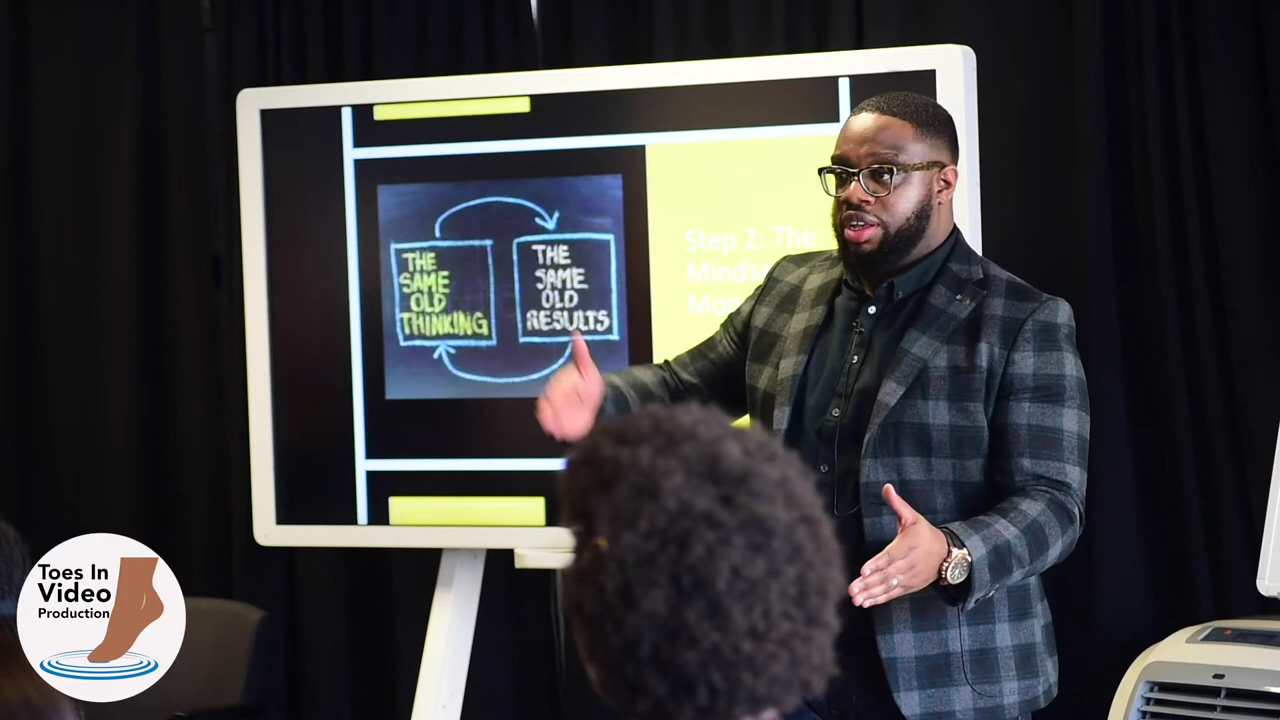 THE
SAME
OLD
THINKING
THE
SAME
OLD
RESULTS
Step 2: The
Toes In
Video
Production